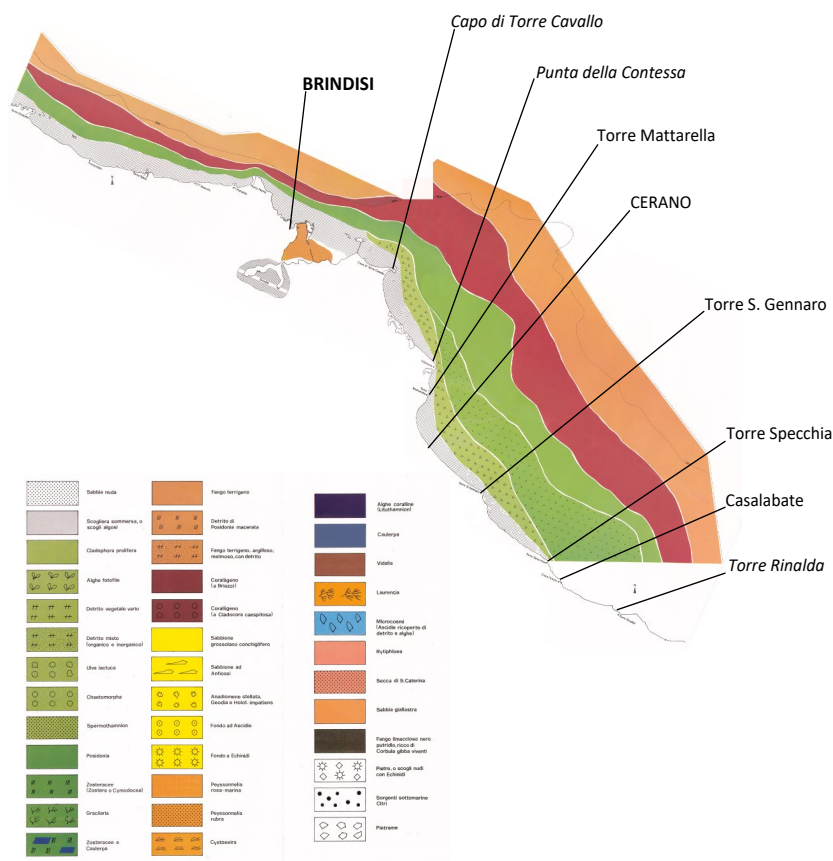 Capo di Torre Cavallo
Punta della Contessa
BRINDISI
Torre Mattarella
CERANO
Torre S. Gennaro
Torre Specchia
Casalabate
Torre Rinalda
Sabbie nuda
Scogliera sommersa, o
scogli algosi
Cladophora prolifera
Alghe fotofile
Detrito vegetale vario
Detrito misto
(organico e inorganico)
Ulva lactuca
Chaetomorpha
Spermothamnion
Posidonia
Zosteracee
(Zostera o Cymodocea)
Gracilaria
Zosteracee e
Caulerpa
Fango terrigeno
Detrito di
Posidonia macerata
Fango terrigeno, argilloso,
melmoso, con detrito
Coralligeno
(a Briozoi)
Coralligeno
(a Cladocora caespitosa)
Sabbione
grossolano conchiglifero
Sabbione ad
Anfiossi
Anadiomene stellata,
Geodia e Holot. impatiens
Fondo ad Ascidie
Fondo a Echinidi
Peyssonnelia
rosa-marina
Peyssonnelia
rubra
Cystoseira
Alghe coralline
(Litothamnion)
Caulerpa
Vidalia
Laurencia
Microcosmi
(Ascidie ricoperte di
detrito e alghe)
Rytiphloea
Secca di S. Caterina
Sabbia giallastra
Fango limaccioso nero
putrido, ricco di
Corbula gibba viventi
Pietre, o scogli nudi
con Echinidi
Sorgenti sottomarine
Citri
Pietrame